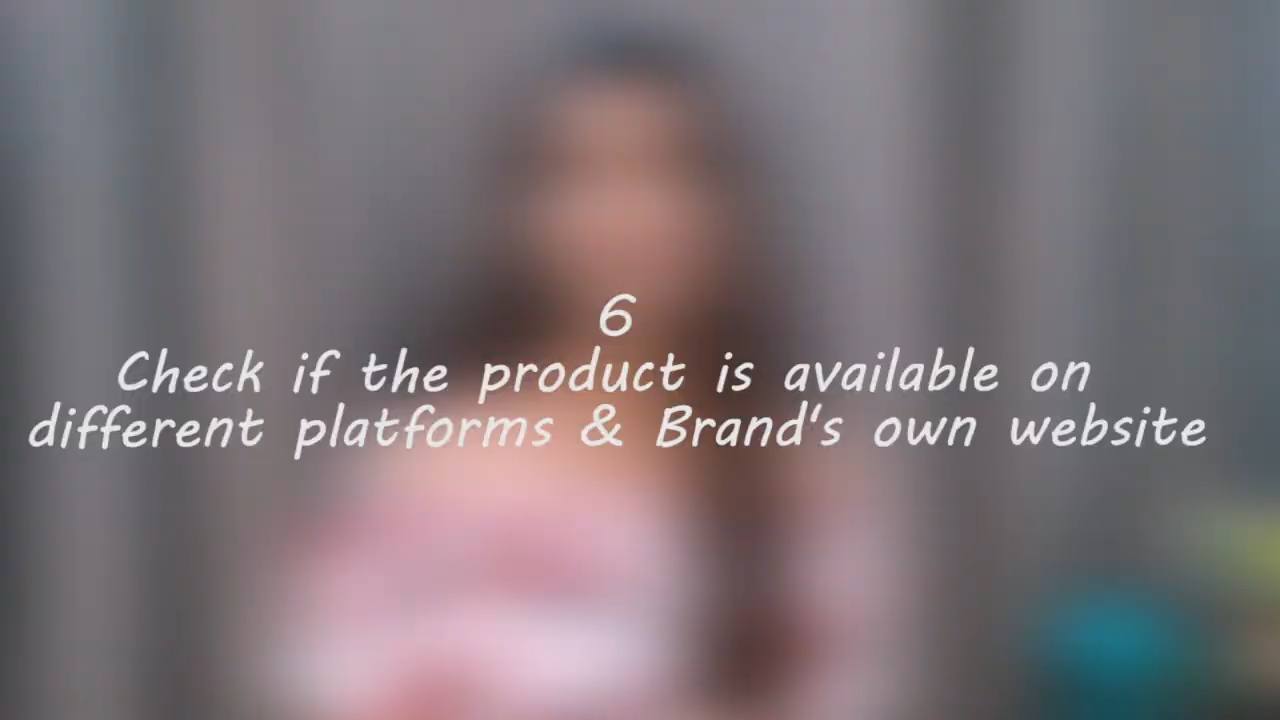 6
Check if the product is available on
different platforms & Brand's own website